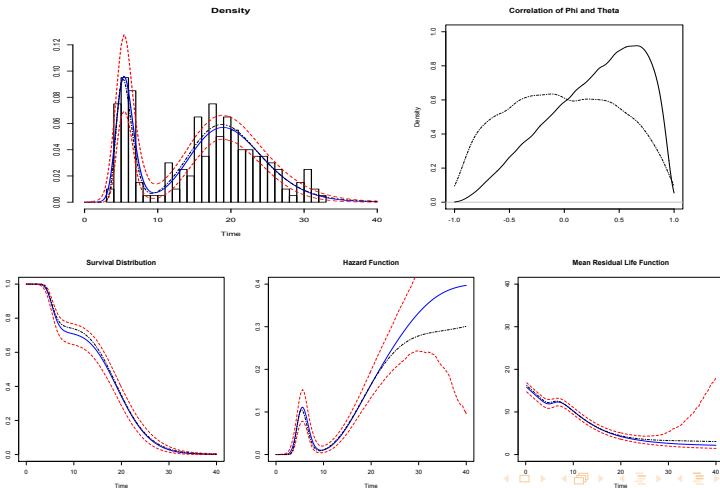 Density
0.00 0.02 0.04 0.06 0.08 0.10 0.12
0 10 20 30 40
Time
Correlation of Phi and Theta
Density
0.0 0.2 0.4 0.6 0.8 1.0
-1.0 -0.5 0.0 0.5 1.0
Survival Distribution
0.0 0.2 0.4 0.6 0.8 1.0
0 10 20 30 40
Time
Hazard Function
0.0 0.1 0.2 0.3 0.4
0 10 20 30 40
Time
Mean Residual Life Function
0 10 20 30 40
0 10 20 30 40
Time